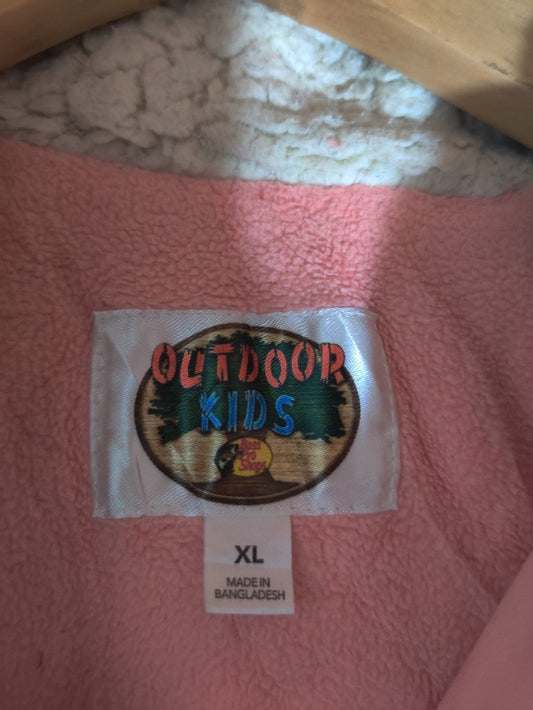 OUTDOOR
KIDS
Bass
Pro
Shops
XL
MADE IN
BANGLADESH